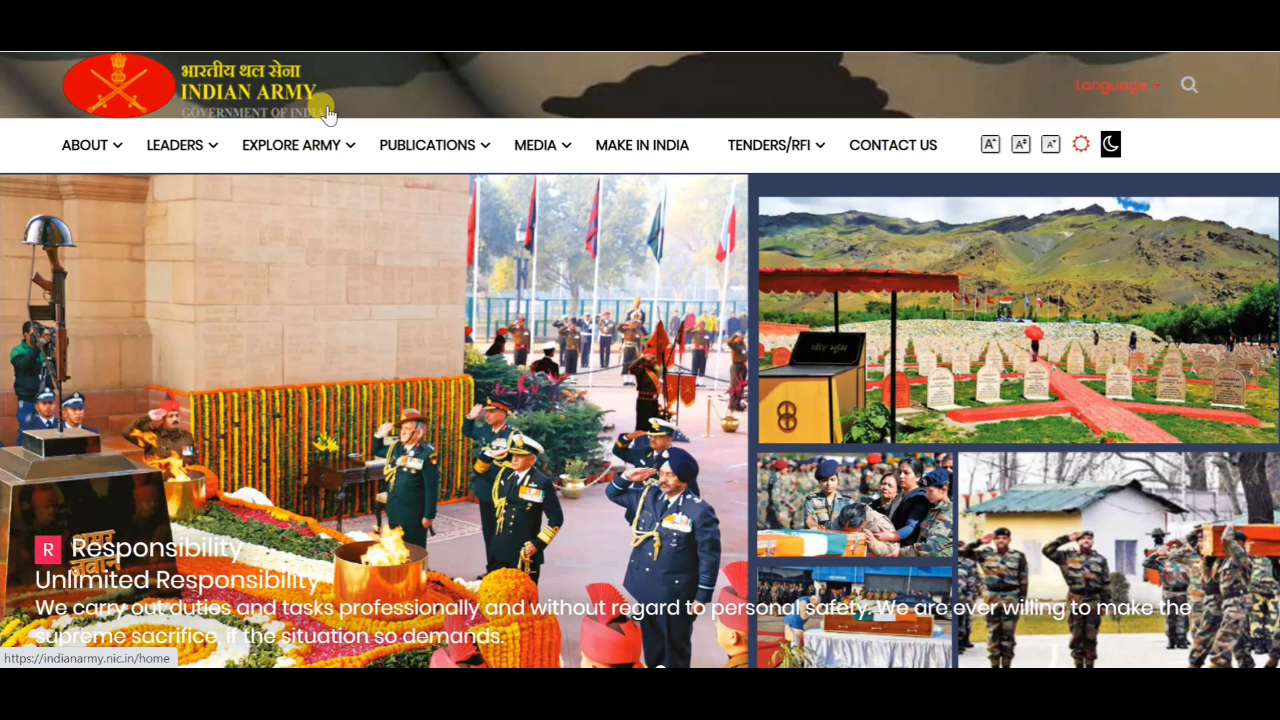 भारतीय थल सेना
INDIAN ARMY
GOVERNMENT OF INDIA
Language
ABOUT
LEADERS
EXPLORE ARMY
PUBLICATIONS
MEDIA
MAKE IN INDIA
TENDERS/RFI
CONTACT US
वीर भूमि
अमर
जवान
R Responsibility
Unlimited Responsibility
We carry out duties and tasks professionally and without regard to personal safety. We are ever willing to make the
supreme sacrifice, if the situation so demands.
https://indianarmy.nic.in/home